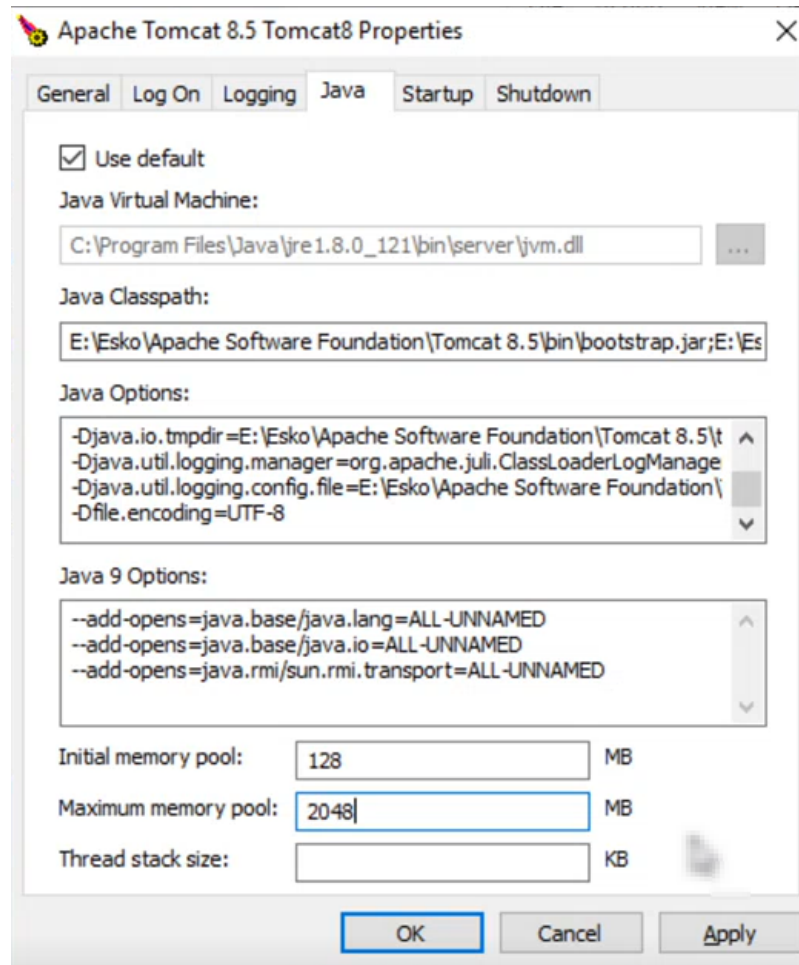 Apache Tomcat 8.5 Tomcat8 Properties
General Log On Logging Java Startup Shutdown
Use default
Java Virtual Machine:
C:\Program Files\Java\jre1.8.0_121\bin\server\jvm.dll
...
Java Classpath:
E:\Esko\Apache Software Foundation\Tomcat 8.5\bin\bootstrap.jar;E:\Es
Java Options:
-Djava.io.tmpdir=E:\Esko\Apache Software Foundation\Tomcat 8.5\t
-Djava.util.logging.manager=org.apache.juli.ClassLoaderLogManage
-Djava.util.logging.config.file=E:\Esko\Apache Software Foundation\
-Dfile.encoding=UTF-8
Java 9 Options:
--add-opens=java.base/java.lang=ALL-UNNAMED
--add-opens=java.base/java.io=ALL-UNNAMED
--add-opens=java.rmi/sun.rmi.transport=ALL-UNNAMED
Initial memory pool: 128 MB
Maximum memory pool: 2048 MB
Thread stack size: KB
OK Cancel Apply